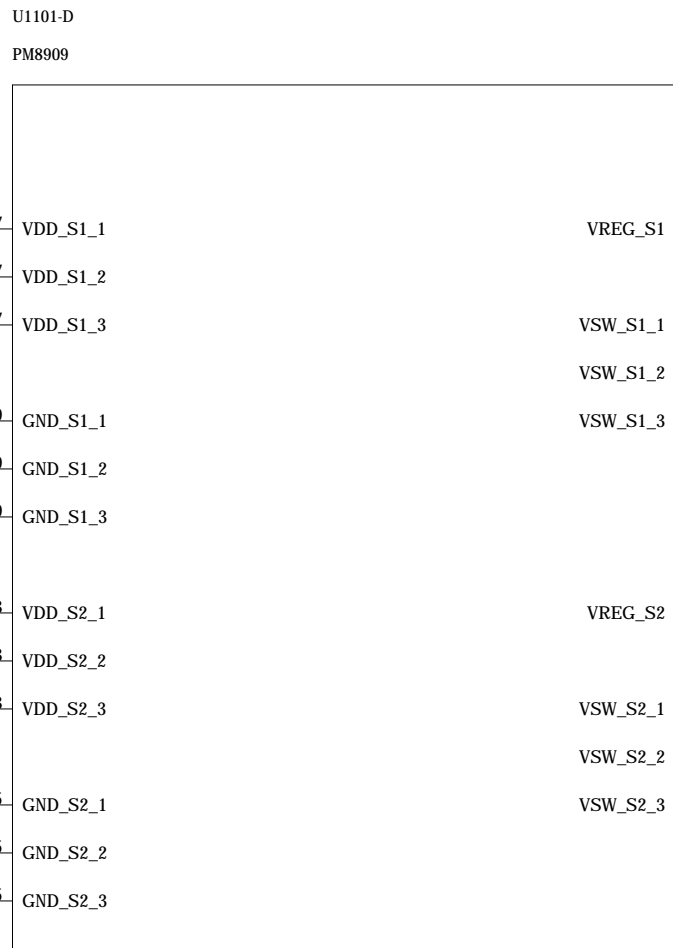 U1101-D
PM8909
VDD_S1_1 VREG_S1
VDD_S1_2
VDD_S1_3 VSW_S1_1
VSW_S1_2
GND_S1_1 VSW_S1_3
GND_S1_2
GND_S1_3
VDD_S2_1 VREG_S2
VDD_S2_2
VDD_S2_3 VSW_S2_1
VSW_S2_2
GND_S2_1 VSW_S2_3
GND_S2_2
GND_S2_3